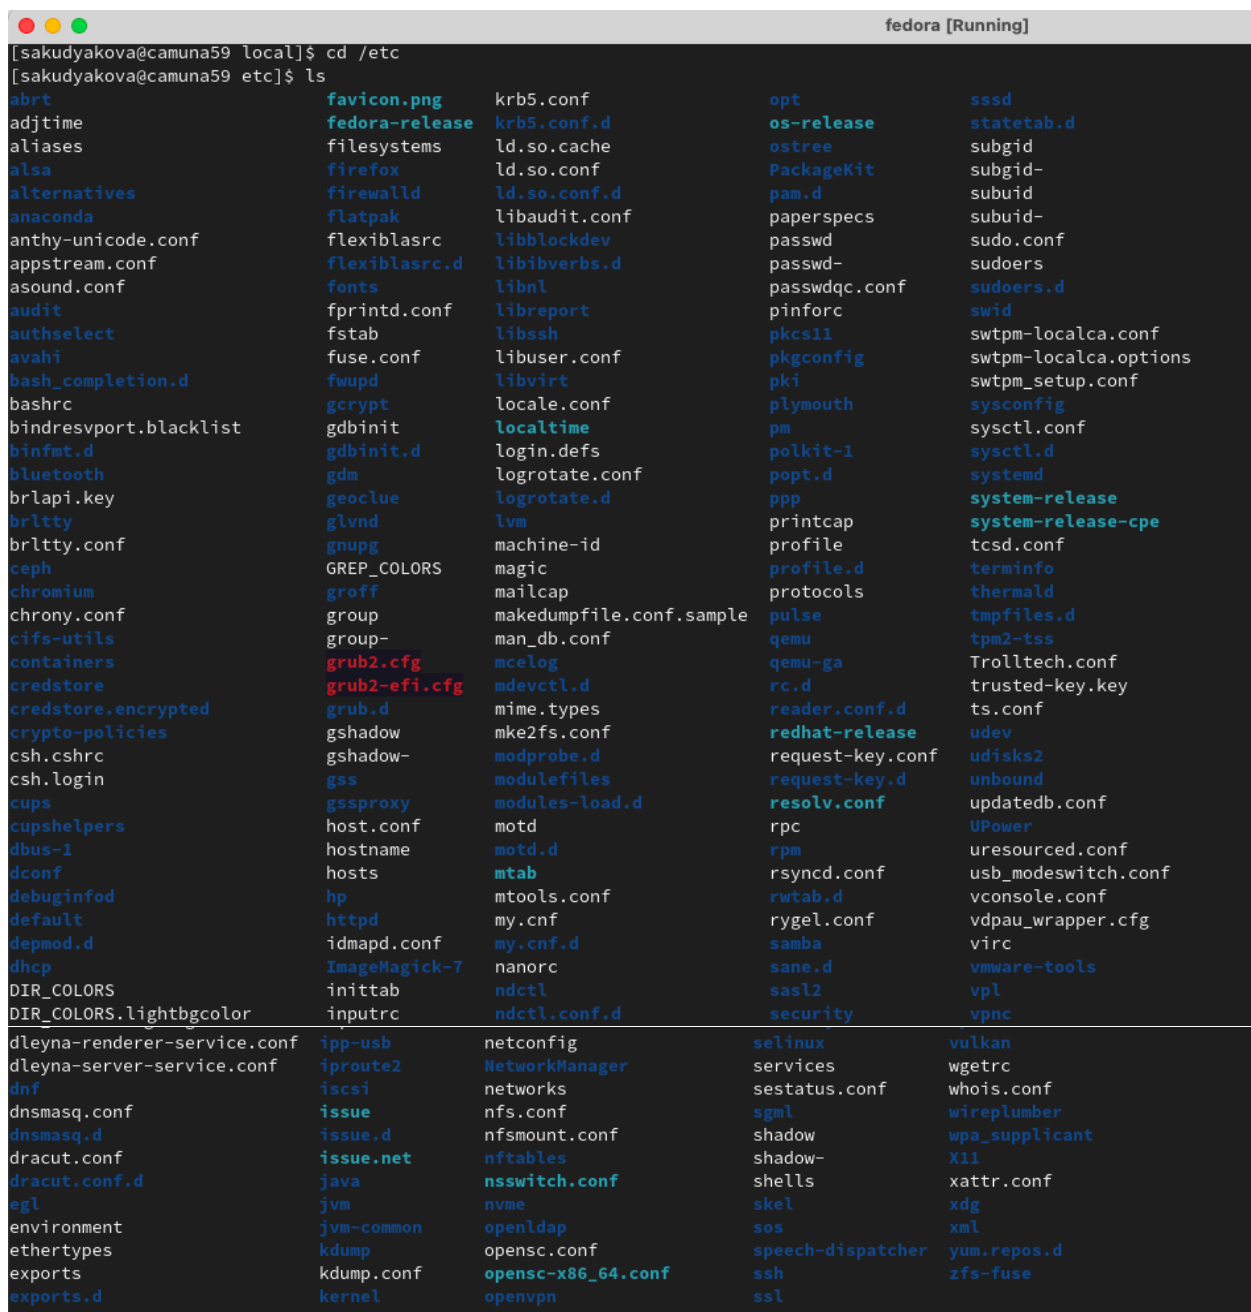 fedora [Running]
[sakudyakova@camuna59 local]$ cd /etc
[sakudyakova@camuna59 etc]$ ls
abrt favicon.png krb5.conf opt sssd
adjtime fedora-release krb5.conf.d os-release statetab.d
aliases filesystems ld.so.cache ostree subgid
alsa firefox ld.so.conf PackageKit subgid-
alternatives firewalld ld.so.conf.d pam.d subuid
anaconda flatpak libaudit.conf paperspecs subuid-
anthy-unicode.conf flexiblasrc libblockdev passwd sudo.conf
appstream.conf flexiblasrc.d libibverbs.d passwd- sudoers
asound.conf fonts libnl passwdqc.conf sudoers.d
audit fprintd.conf libreport pinforc swid
authselect fstab libssh pkcs11 swtpm-localca.conf
avahi fuse.conf libuser.conf pkgconfig swtpm-localca.options
bash_completion.d fwupd libvirt pki swtpm_setup.conf
bashrc gcrypt locale.conf plymouth sysconfig
bindresvport.blacklist gdbinit localtime pm sysctl.conf
binfmt.d gdbinit.d login.defs polkit-1 sysctl.d
bluetooth gdm logrotate.conf popt.d systemd
brlapi.key geoclue logrotate.d ppp system-release
brltty glvnd lvm printcap system-release-cpe
brltty.conf gnupg machine-id profile tcsd.conf
ceph GREP_COLORS magic profile.d terminfo
chromium groff mailcap protocols thermald
chrony.conf group makedumpfile.conf.sample pulse tmpfiles.d
cifs-utils group- man_db.conf qemu tpm2-tss
containers grub2.cfg mcelog qemu-ga Trolltech.conf
credstore grub2-efi.cfg mdevctl.d rc.d trusted-key.key
credstore.encrypted grub.d mime.types reader.conf.d ts.conf
crypto-policies gshadow mke2fs.conf redhat-release udev
csh.cshrc gshadow- modprobe.d request-key.conf udisks2
csh.login gss modulefiles request-key.d unbound
cups gssproxy modules-load.d resolv.conf updatedb.conf
cupshelpers host.conf motd rpc UPower
dbus-1 hostname motd.d rpm uresourced.conf
dconf hosts mtab rsyncd.conf usb_modeswitch.conf
debuginfod hp mtools.conf rwtab.d vconsole.conf
default httpd my.cnf rygel.conf vdpau_wrapper.cfg
depmod.d idmapd.conf my.cnf.d samba virc
dhcp ImageMagick-7 nanorc sane.d vmware-tools
DIR_COLORS inittab ndctl sasl2 vpl
DIR_COLORS.lightbgcolor inputrc ndctl.conf.d security vpnc
dleyna-renderer-service.conf ipp-usb netconfig selinux vulkan
dleyna-server-service.conf iproute2 NetworkManager services wgetrc
dnf iscsi networks sestatus.conf whois.conf
dnsmasq.conf issue nfs.conf sgml wireplumber
dnsmasq.d issue.d nfsmount.conf shadow wpa_supplicant
dracut.conf issue.net nftables shadow- X11
dracut.conf.d java nsswitch.conf shells xattr.conf
egl jvm nvme skel xdg
environment jvm-common openldap sos xml
ethertypes kdump opensc.conf speech-dispatcher yum.repos.d
exports kdump.conf opensc-x86_64.conf ssh zfs-fuse
exports.d kernel openvpn ssl